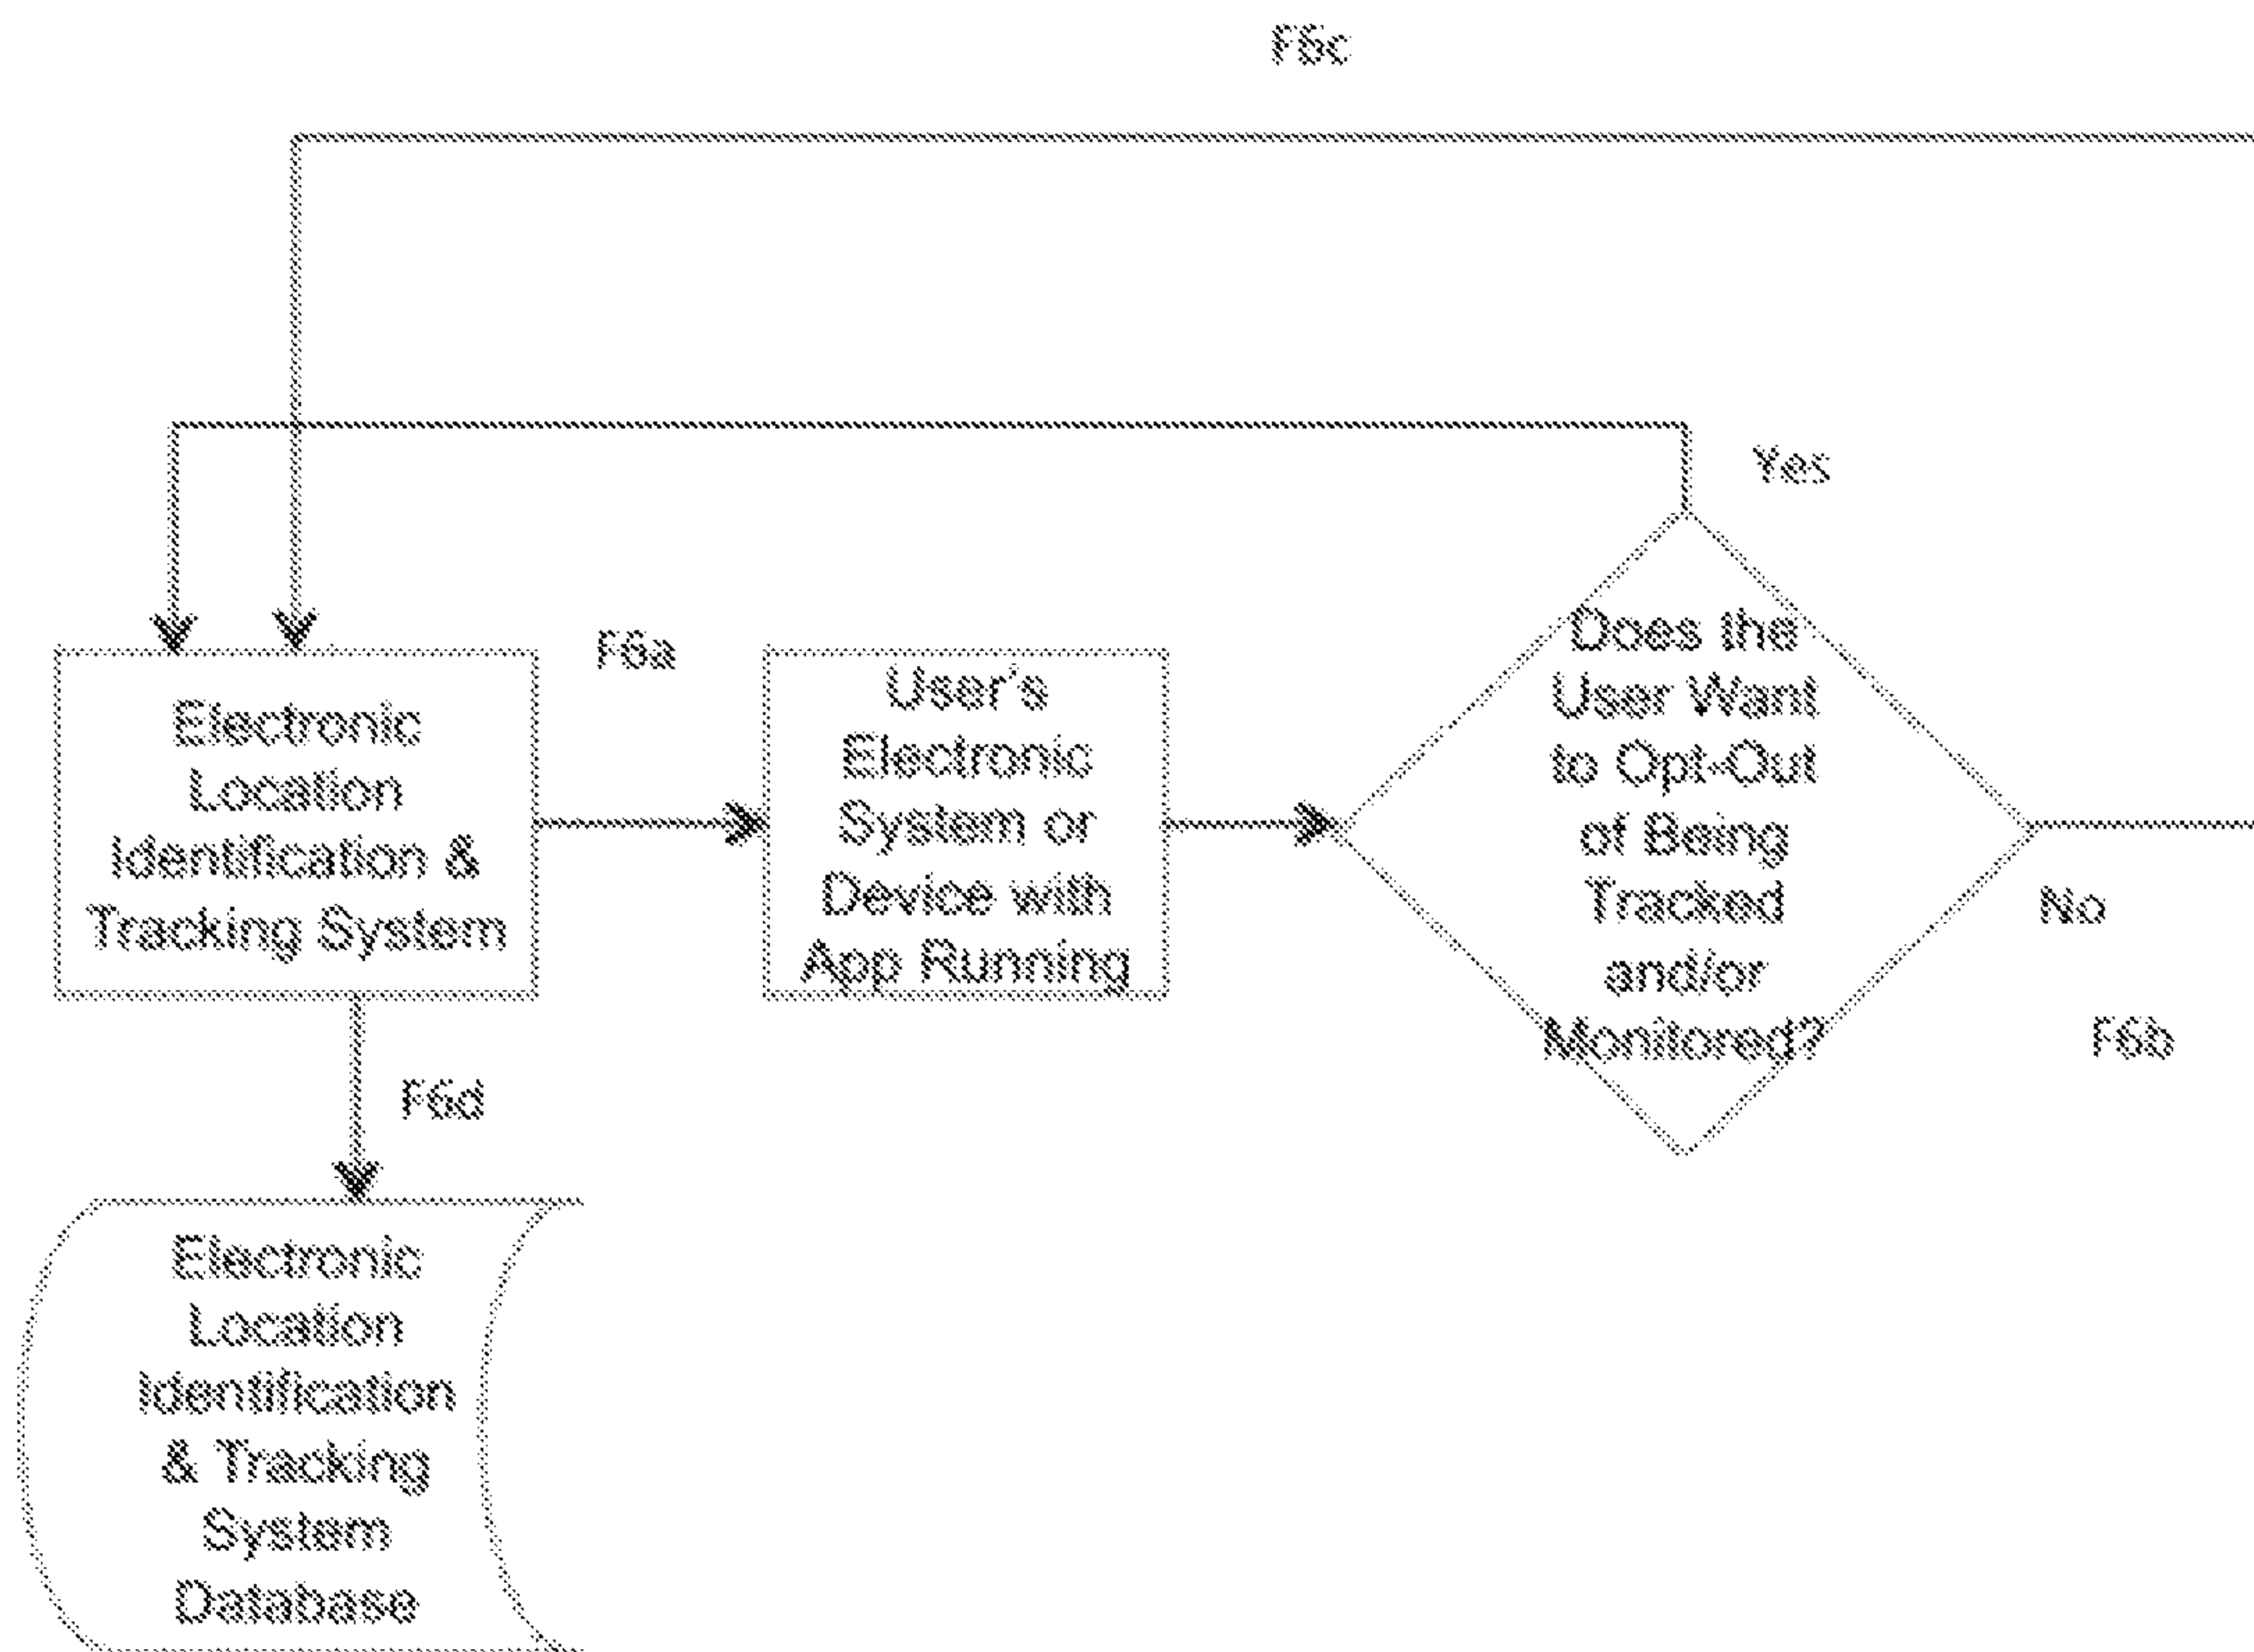 F6c
Yes
F6a
Electronic
Location
Identification &
Tracking System
User's
Electronic
System or
Device with
App Running
Does the
User Want
to Opt-Out
of Being
Tracked
and/or
Monitored?
No
F6b
F6d
Electronic
Location
Identification
& Tracking
System
Database